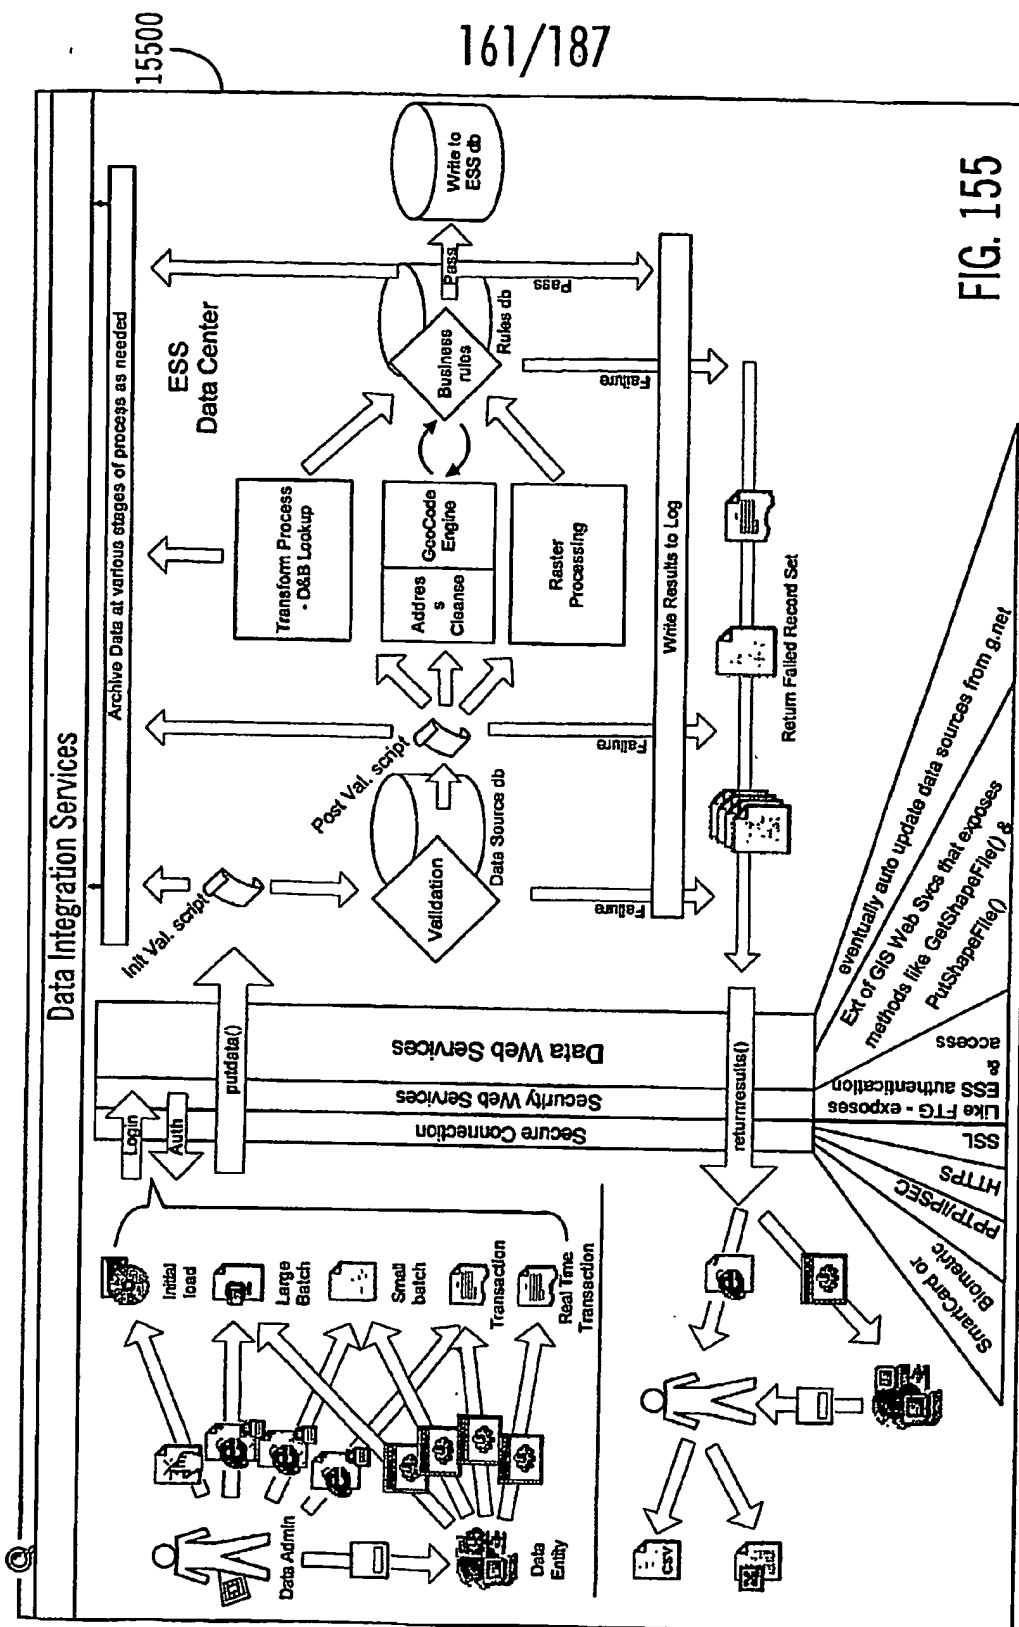 161/187
15500
Data Integration Services
Archive Data at various stages of process as needed
ESS
Data Center
Init Val. script
Post Val. script
Validation
Data Source db
Transform Process
- D&B Lookup
Addres
s
Cleanse
GeoCode
Engine
Raster
Processing
Business
rules
Rules db
Pass
Write to
ESS db
Pass
Failure
Failure
Failure
Write Results to Log
Return Failed Record Set
Login
Auth
putdata()
returnresults()
Secure Connection
Security Web Services
Data Web Services
Initial
load
Large
Batch
Small
batch
Transaction
Real Time
Transaction
Data Admin
Data
Entity
CSV
SmartCard or
Biometric
PPTP/IPSEC
HTTPS
SSL
Like FTG - exposes
ESS authentication
&
access
Ext of GIS Web Svcs that exposes
methods like GetShapeFile() &
PutShapeFile()
eventually auto update data sources from g.net
FIG. 155